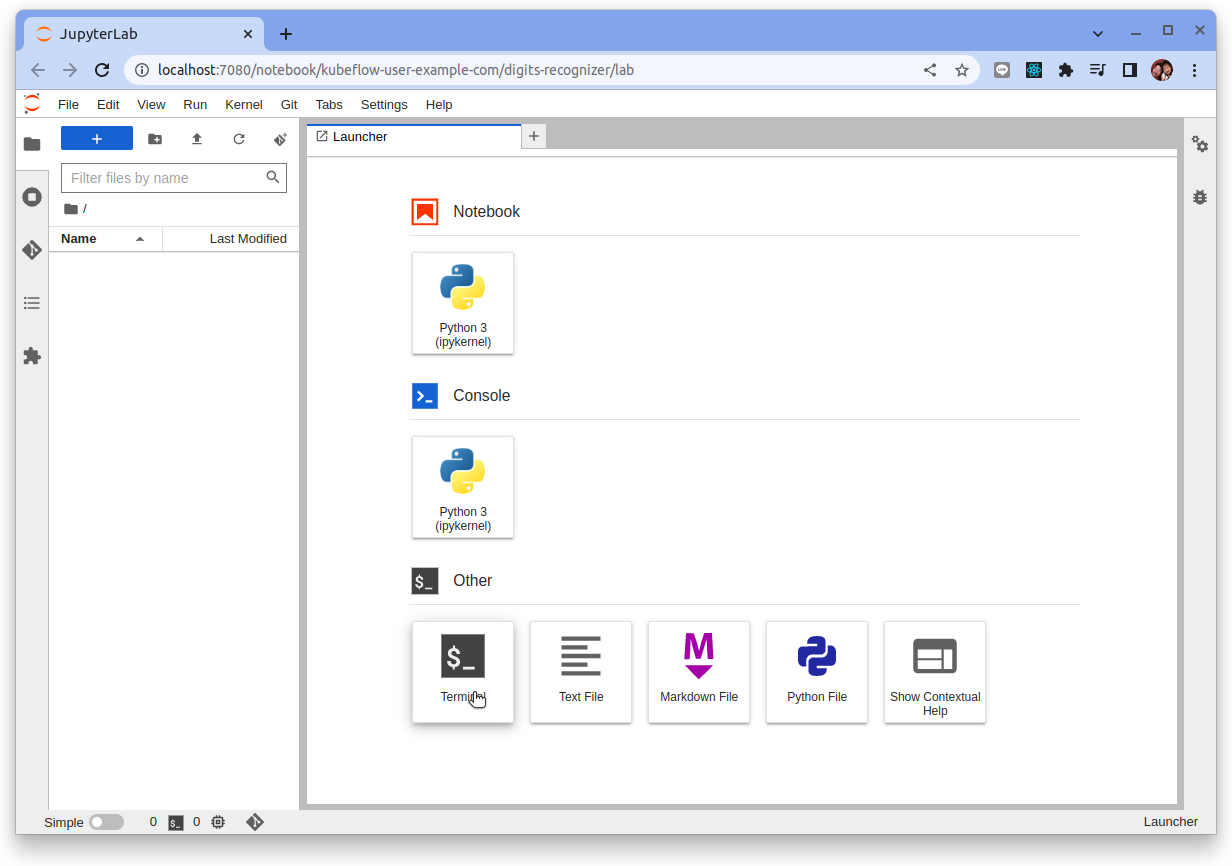 JupyterLab
localhost:7080/notebook/kubeflow-user-example-com/digits-recognizer/lab
File Edit View Run Kernel Git Tabs Settings Help
Launcher
Filter files by name
/
Name Last Modified
Notebook
Python 3
(ipykernel)
Console
Python 3
(ipykernel)
$_ Other
$_
Terminal Text File Markdown File Python File Show Contextual
Help
Simple 0 $_ 0 Launcher